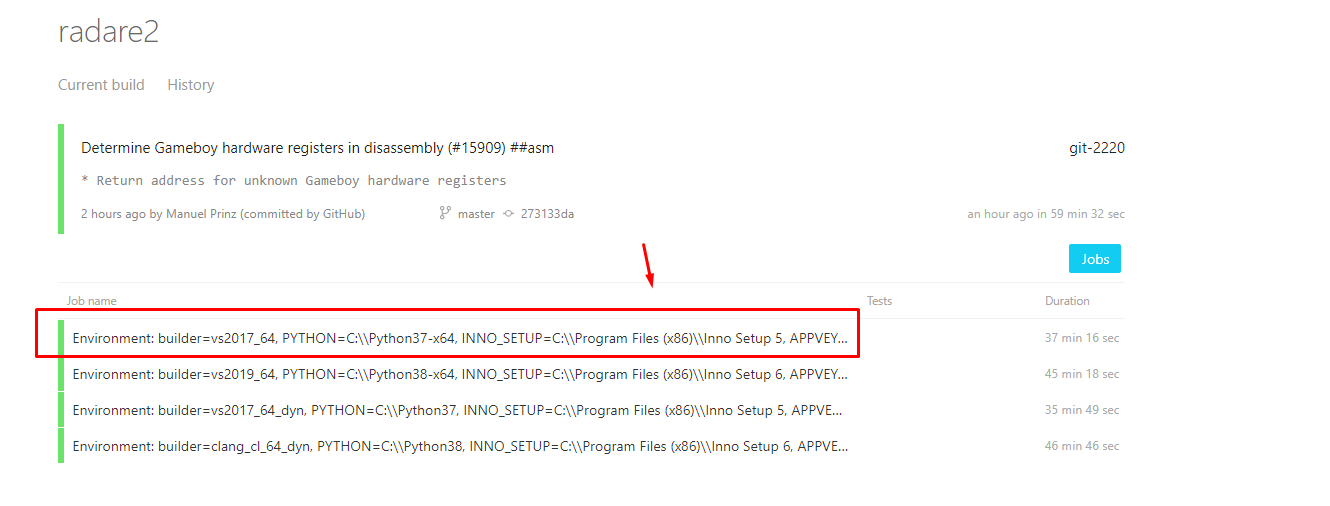 radare2
Current build History
Determine Gameboy hardware registers in disassembly (#15909) ##asm git-2220
* Return address for unknown Gameboy hardware registers
2 hours ago by Manuel Prinz (committed by GitHub) master 273133da an hour ago in 59 min 32 sec
Jobs
Job name Tests Duration
Environment: builder=vs2017_64, PYTHON=C:\\Python37-x64, INNO_SETUP=C:\\Program Files (x86)\\Inno Setup 5, APPVEY... 37 min 16 sec
Environment: builder=vs2019_64, PYTHON=C:\\Python38-x64, INNO_SETUP=C:\\Program Files (x86)\\Inno Setup 6, APPVEY... 45 min 18 sec
Environment: builder=vs2017_64_dyn, PYTHON=C:\\Python37, INNO_SETUP=C:\\Program Files (x86)\\Inno Setup 5, APPVE... 35 min 49 sec
Environment: builder=clang_cl_64_dyn, PYTHON=C:\\Python38, INNO_SETUP=C:\\Program Files (x86)\\Inno Setup 6, APPVE... 46 min 46 sec